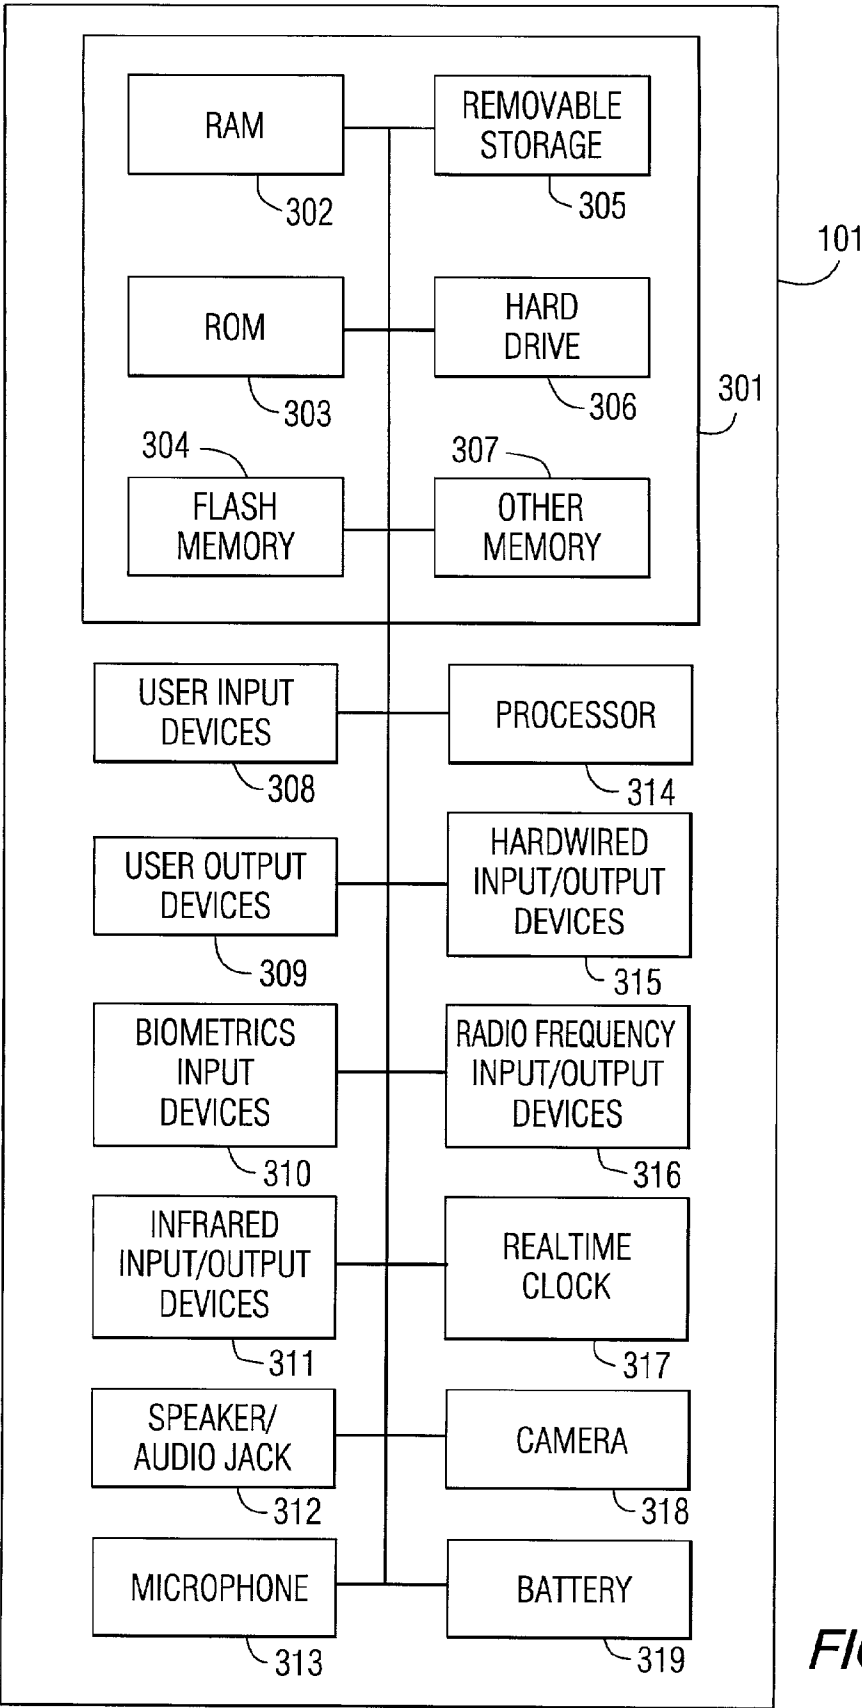 RAM
302
REMOVABLE
STORAGE
305
101
ROM
303
HARD
DRIVE
306
301
304
FLASH
MEMORY
307
OTHER
MEMORY
USER INPUT
DEVICES
308
PROCESSOR
314
USER OUTPUT
DEVICES
309
HARDWIRED
INPUT/OUTPUT
DEVICES
315
BIOMETRICS
INPUT
DEVICES
310
RADIO FREQUENCY
INPUT/OUTPUT
DEVICES
316
INFRARED
INPUT/OUTPUT
DEVICES
311
REALTIME
CLOCK
317
SPEAKER/
AUDIO JACK
312
CAMERA
318
MICROPHONE
313
BATTERY
319